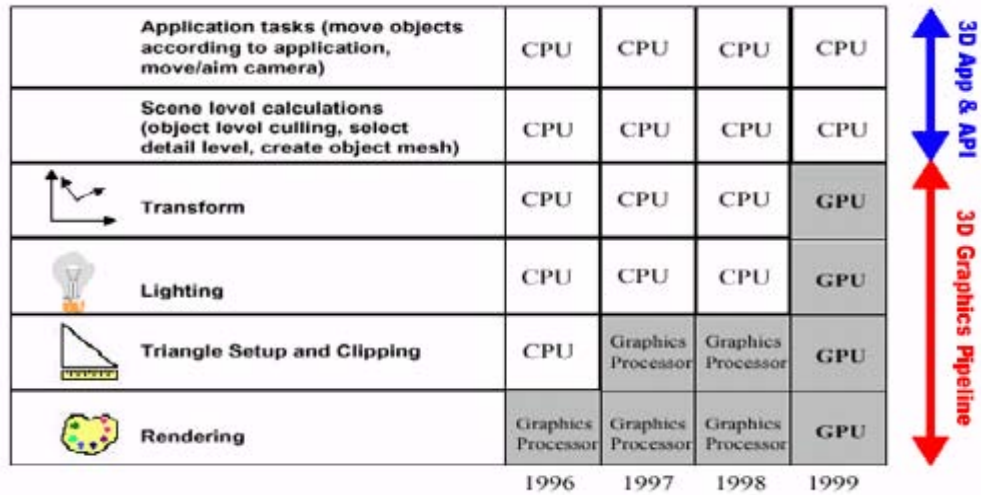 Application tasks (move objects
according to application,
move/aim camera)
CPU CPU CPU CPU
Scene level calculations
(object level culling, select
detail level, create object mesh)
CPU CPU CPU CPU
Transform
CPU CPU CPU GPU
Lighting
CPU CPU CPU GPU
Triangle Setup and Clipping
CPU
Graphics
Processor
Graphics
Processor
GPU
Rendering
Graphics
Processor
Graphics
Processor
Graphics
Processor
GPU
1996 1997 1998 1999
3D App & API
3D Graphics Pipeline